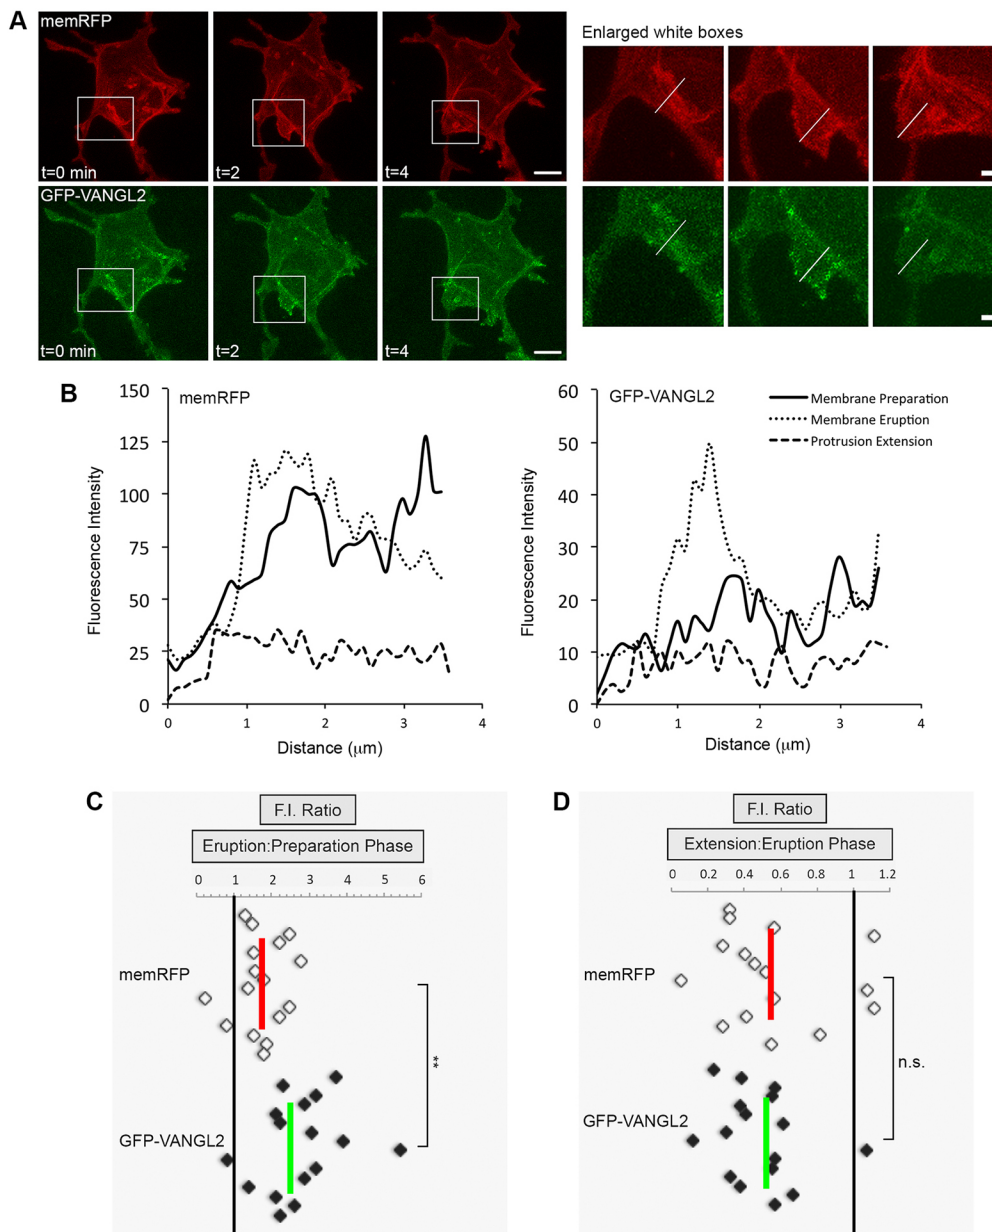 A
memRFP
Enlarged white boxes
t=0 min
t=2
t=4
GFP-VANGL2
t=0 min
t=2
t=4
B
memRFP
150
125
100
75
50
25
0
0
1
2
3
4
Fluorescence Intensity
Distance (μm)
GFP-VANGL2
Membrane Preparation
Membrane Eruption
Protrusion Extension
60
50
40
30
20
10
0
0
1
2
3
4
Fluorescence Intensity
Distance (μm)
C
F.I. Ratio
Eruption:Preparation Phase
0 1 2 3 4 5 6
memRFP
**
GFP-VANGL2
D
F.I. Ratio
Extension:Eruption Phase
0 0.2 0.4 0.6 0.8 1 1.2
memRFP
n.s.
GFP-VANGL2